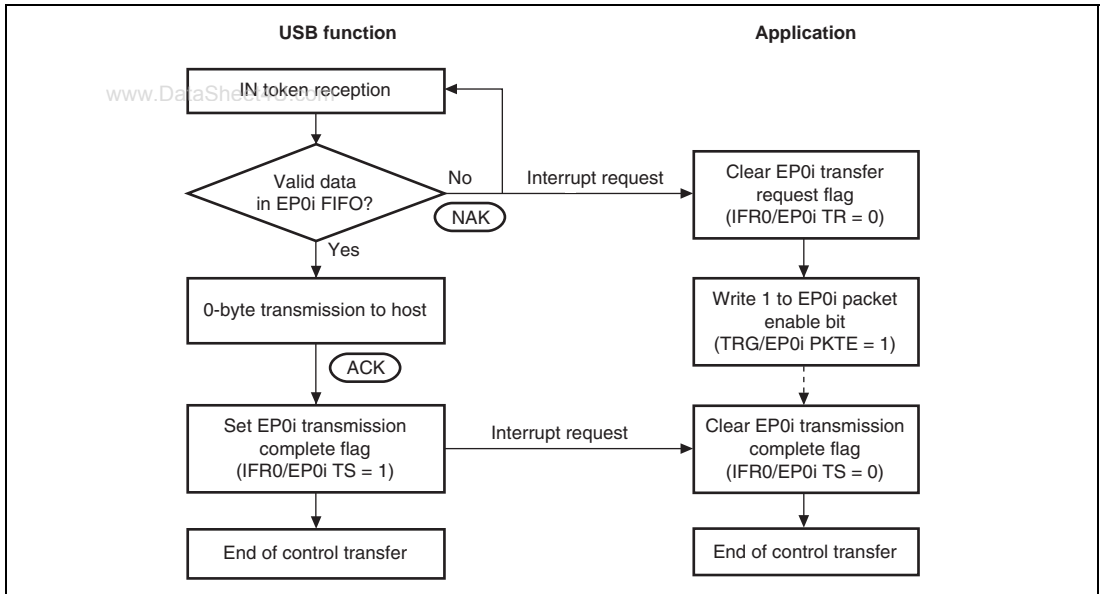 USB function
Application
www.DataSheet4U.com
IN token reception
Valid data
in EP0i FIFO?
No
NAK
Interrupt request
Clear EP0i transfer
request flag
(IFR0/EP0i TR = 0)
Yes
0-byte transmission to host
Write 1 to EP0i packet
enable bit
(TRG/EP0i PKTE = 1)
ACK
Set EP0i transmission
complete flag
(IFR0/EP0i TS = 1)
Interrupt request
Clear EP0i transmission
complete flag
(IFR0/EP0i TS = 0)
End of control transfer
End of control transfer